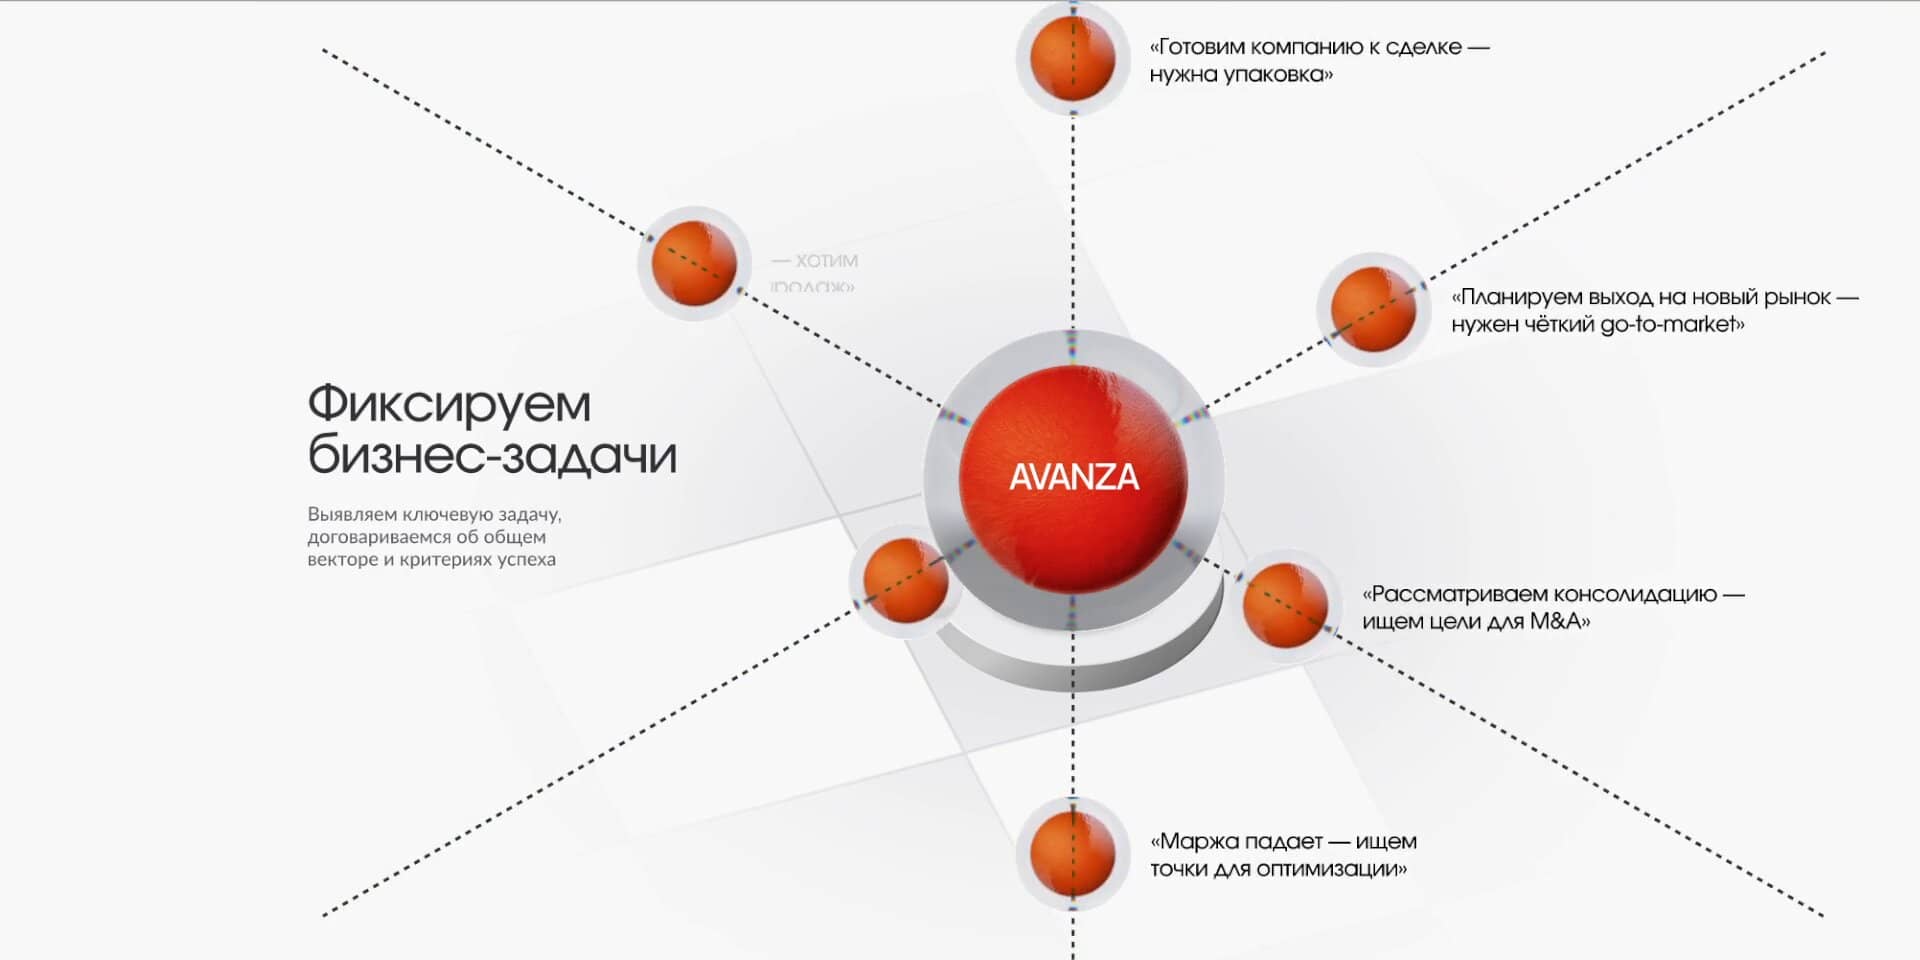 «Готовим компанию к сделке —
нужна упаковка»
— хотим
продаж»
«Планируем выход на новый рынок —
нужен чёткий go-to-market»
Фиксируем
бизнес-задачи
Выявляем ключевую задачу,
договариваемся об общем
векторе и критериях успеха
AVANZA
«Рассматриваем консолидацию —
ищем цели для M&A»
«Маржа падает — ищем
точки для оптимизации»